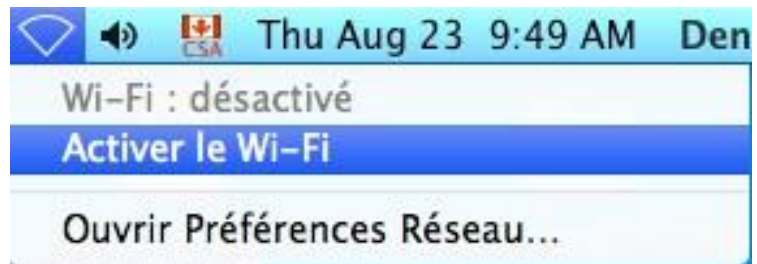 CSA Thu Aug 23 9:49 AM Den
Wi-Fi : désactivé
Activer le Wi-Fi
Ouvrir Préférences Réseau...